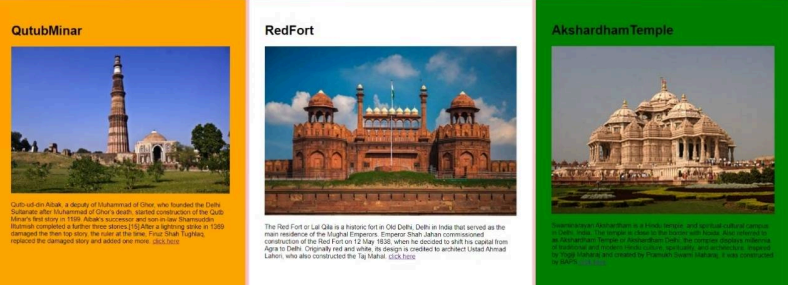 QutubMinar
Qutb-ud-din Aibak, a deputy of Muhammad of Ghor, who founded the Delhi
Sultanate after Muhammad of Ghor's death, started construction of the Qutb
Minar's first story in 1199. Aibak's successor and son-in-law Shamsuddin
Iltutmish completed a further three stories.[15] After a lightning strike in 1369
damaged the then top story, the ruler at the time, Firuz Shah Tughlaq,
replaced the damaged story and added one more. click here
RedFort
The Red Fort or Lal Qila is a historic fort in Old Delhi, Delhi in India that served as the
main residence of the Mughal Emperors. Emperor Shah Jahan commissioned
construction of the Red Fort on 12 May 1638, when he decided to shift his capital from
Agra to Delhi. Originally red and white, its design is credited to architect Ustad Ahmad
Lahori, who also constructed the Taj Mahal. click here
AkshardhamTemple
Swaminarayan Akshardham is a Hindu temple, and spiritual-cultural campus
in Delhi, India. The temple is close to the border with Noida. Also referred to
as Akshardham Temple or Akshardham Delhi, the complex displays millennia
of traditional and modern Hindu culture, spirituality, and architecture. Inspired
by Yogiji Maharaj and created by Pramukh Swami Maharaj, it was constructed
by BAPS. click here